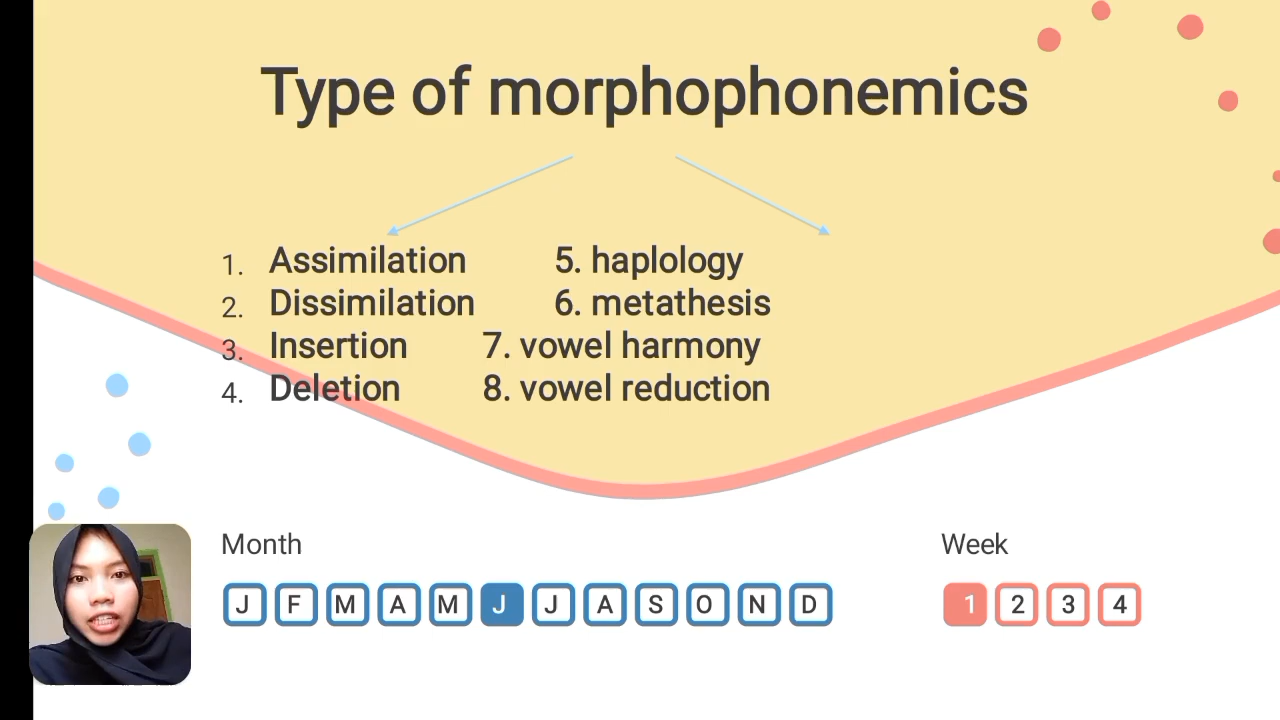 Type of morphophonemics
1. Assimilation 5. haplology
2. Dissimilation 6. metathesis
3. Insertion 7. vowel harmony
4. Deletion 8. vowel reduction
Month Week
J F M A M J J A S O N D 1 2 3 4